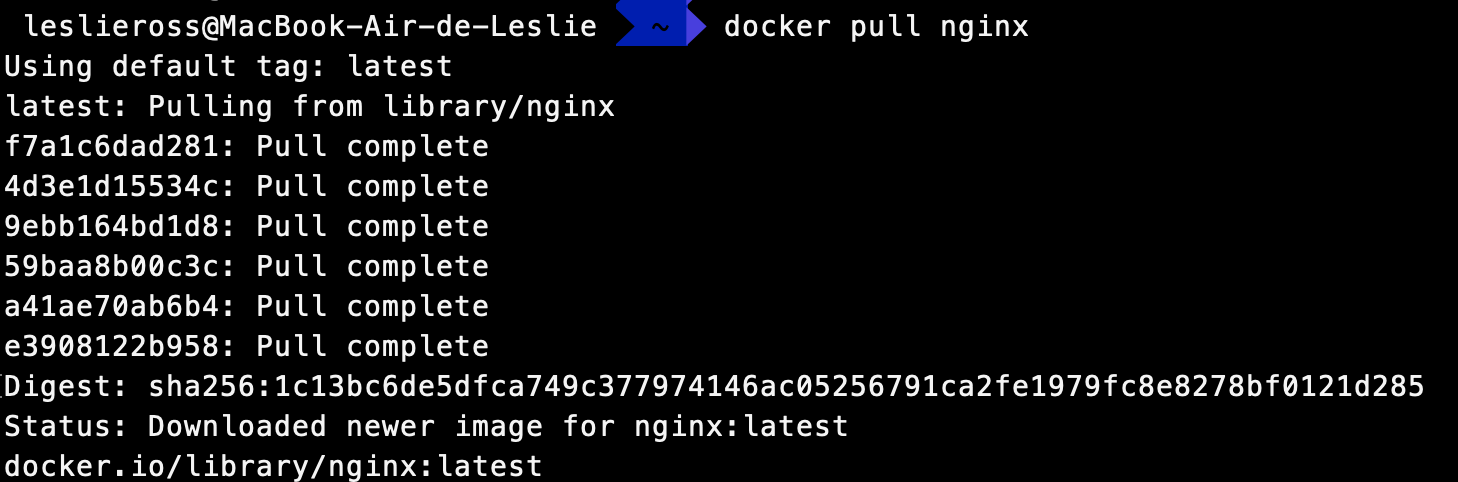 leslieross@MacBook-Air-de-Leslie ~ docker pull nginx
Using default tag: latest
latest: Pulling from library/nginx
f7a1c6dad281: Pull complete
4d3e1d15534c: Pull complete
9ebb164bd1d8: Pull complete
59baa8b00c3c: Pull complete
a41ae70ab6b4: Pull complete
e3908122b958: Pull complete
Digest: sha256:1c13bc6de5dfca749c377974146ac05256791ca2fe1979fc8e8278bf0121d285
Status: Downloaded newer image for nginx:latest
docker.io/library/nginx:latest